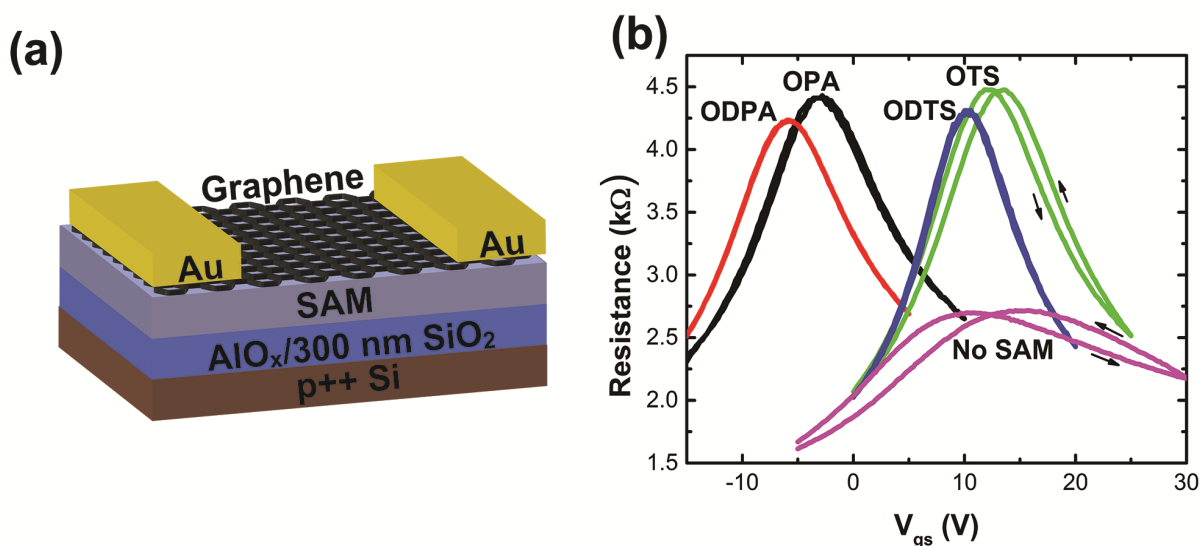 (a)
Graphene
Au
Au
SAM
AlOₓ/300 nm SiO₂
p++ Si
(b)
Resistance (kΩ)
4.5
4.0
3.5
3.0
2.5
2.0
1.5
ODPA
OPA
ODTS
OTS
No SAM
-10
0
10
20
30
V_gs (V)